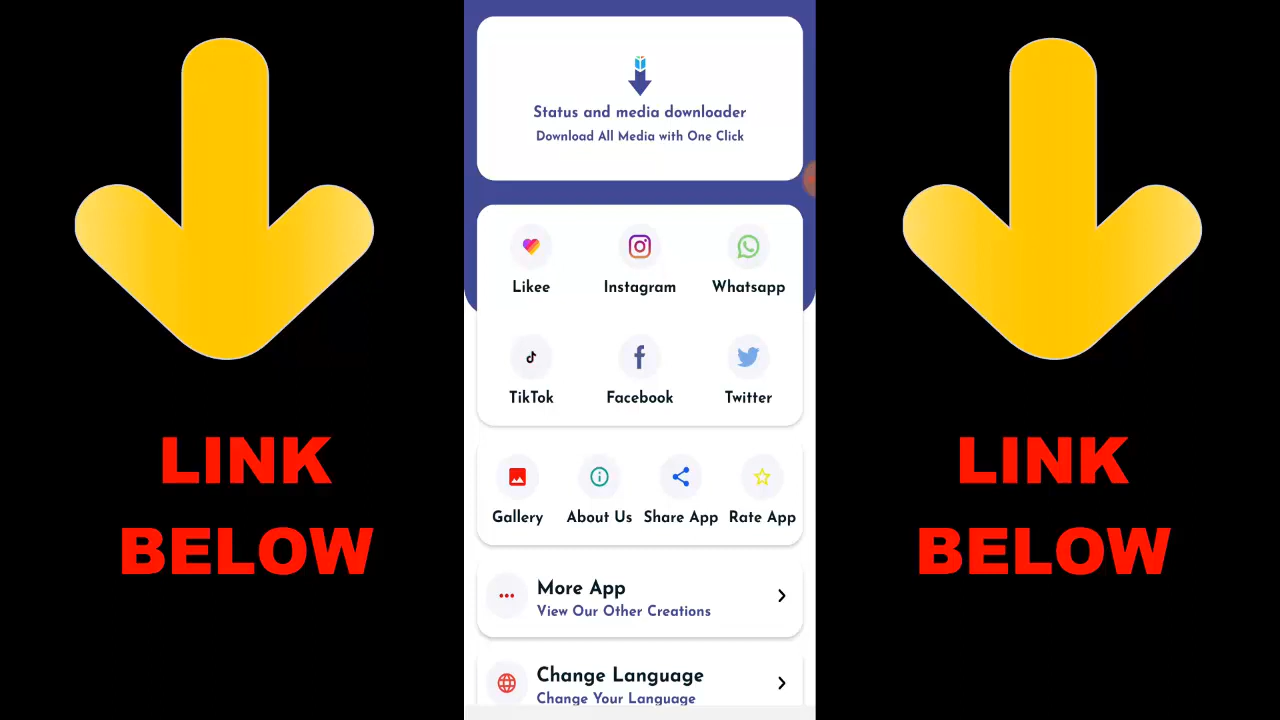 Status and media downloader
Download All Media with One Click
Likee Instagram Whatsapp
TikTok Facebook Twitter
Gallery About Us Share App Rate App
More App
View Our Other Creations
Change Language
Change Your Language
LINK
BELOW
LINK
BELOW